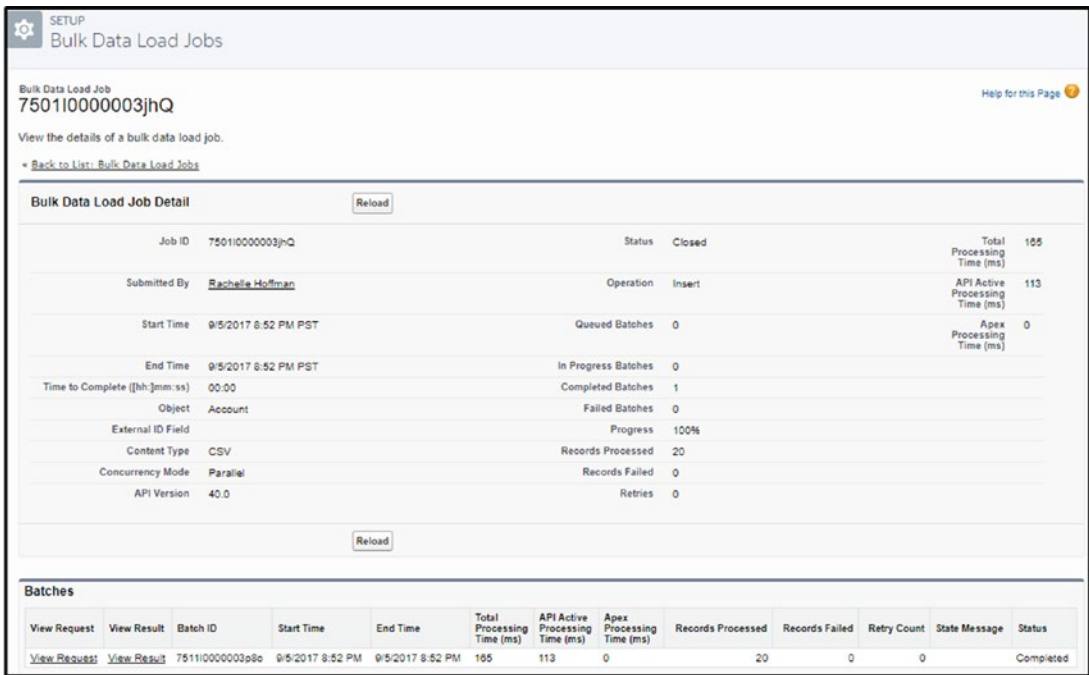 SETUP
Bulk Data Load Jobs
Bulk Data Load Job
7501I0000003jhQ
Help for this Page
View the details of a bulk data load job.
« Back to List: Bulk Data Load Jobs
Bulk Data Load Job Detail Reload
Job ID 7501I0000003jhQ Status Closed Total Processing Time (ms) 165
Submitted By Rachelle Hoffman Operation Insert API Active Processing Time (ms) 113
Start Time 9/5/2017 8:52 PM PST Queued Batches 0 Apex Processing Time (ms) 0
End Time 9/5/2017 8:52 PM PST In Progress Batches 0
Time to Complete ([hh:]mm:ss) 00:00 Completed Batches 1
Object Account Failed Batches 0
External ID Field Progress 100%
Content Type CSV Records Processed 20
Concurrency Mode Parallel Records Failed 0
API Version 40.0 Retries 0
Reload
Batches
View Request View Result Batch ID Start Time End Time Total Processing Time (ms) API Active Processing Time (ms) Apex Processing Time (ms) Records Processed Records Failed Retry Count State Message Status
View Request View Result 7511I0000003p8o 9/5/2017 8:52 PM 9/5/2017 8:52 PM 165 113 0 20 0 0 Completed